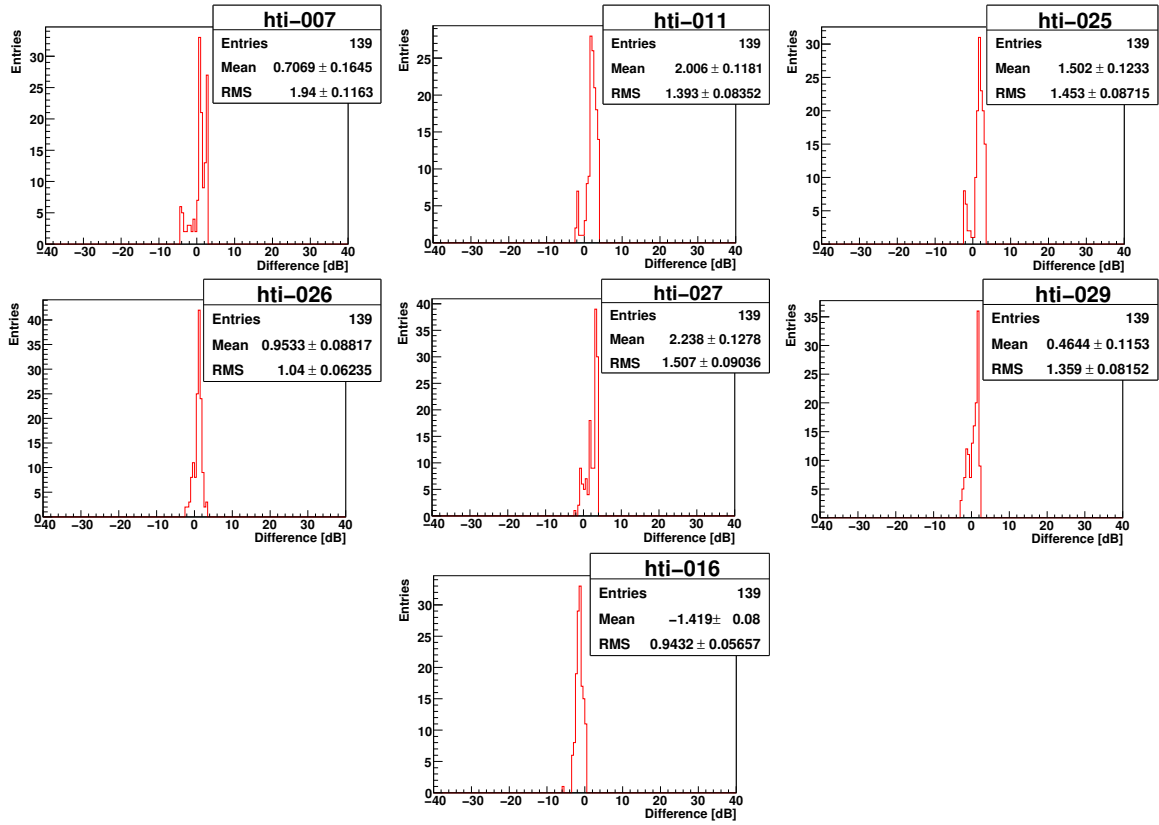 hti−007
Entries 139
Mean 0.7069 ± 0.1645
RMS 1.94 ± 0.1163
Entries
30
25
20
15
10
5
0
−40 −30 −20 −10 0 10 20 30 40
Difference [dB]
hti−011
Entries 139
Mean 2.006 ± 0.1181
RMS 1.393 ± 0.08352
Entries
25
20
15
10
5
0
−40 −30 −20 −10 0 10 20 30 40
Difference [dB]
hti−025
Entries 139
Mean 1.502 ± 0.1233
RMS 1.453 ± 0.08715
Entries
30
25
20
15
10
5
0
−40 −30 −20 −10 0 10 20 30 40
Difference [dB]
hti−026
Entries 139
Mean 0.9533 ± 0.08817
RMS 1.04 ± 0.06235
Entries
40
35
30
25
20
15
10
5
0
−40 −30 −20 −10 0 10 20 30 40
Difference [dB]
hti−027
Entries 139
Mean 2.238 ± 0.1278
RMS 1.507 ± 0.09036
Entries
40
35
30
25
20
15
10
5
0
−40 −30 −20 −10 0 10 20 30 40
Difference [dB]
hti−029
Entries 139
Mean 0.4644 ± 0.1153
RMS 1.359 ± 0.08152
Entries
35
30
25
20
15
10
5
0
−40 −30 −20 −10 0 10 20 30 40
Difference [dB]
hti−016
Entries 139
Mean −1.419 ± 0.08
RMS 0.9432 ± 0.05657
Entries
30
25
20
15
10
5
0
−40 −30 −20 −10 0 10 20 30 40
Difference [dB]